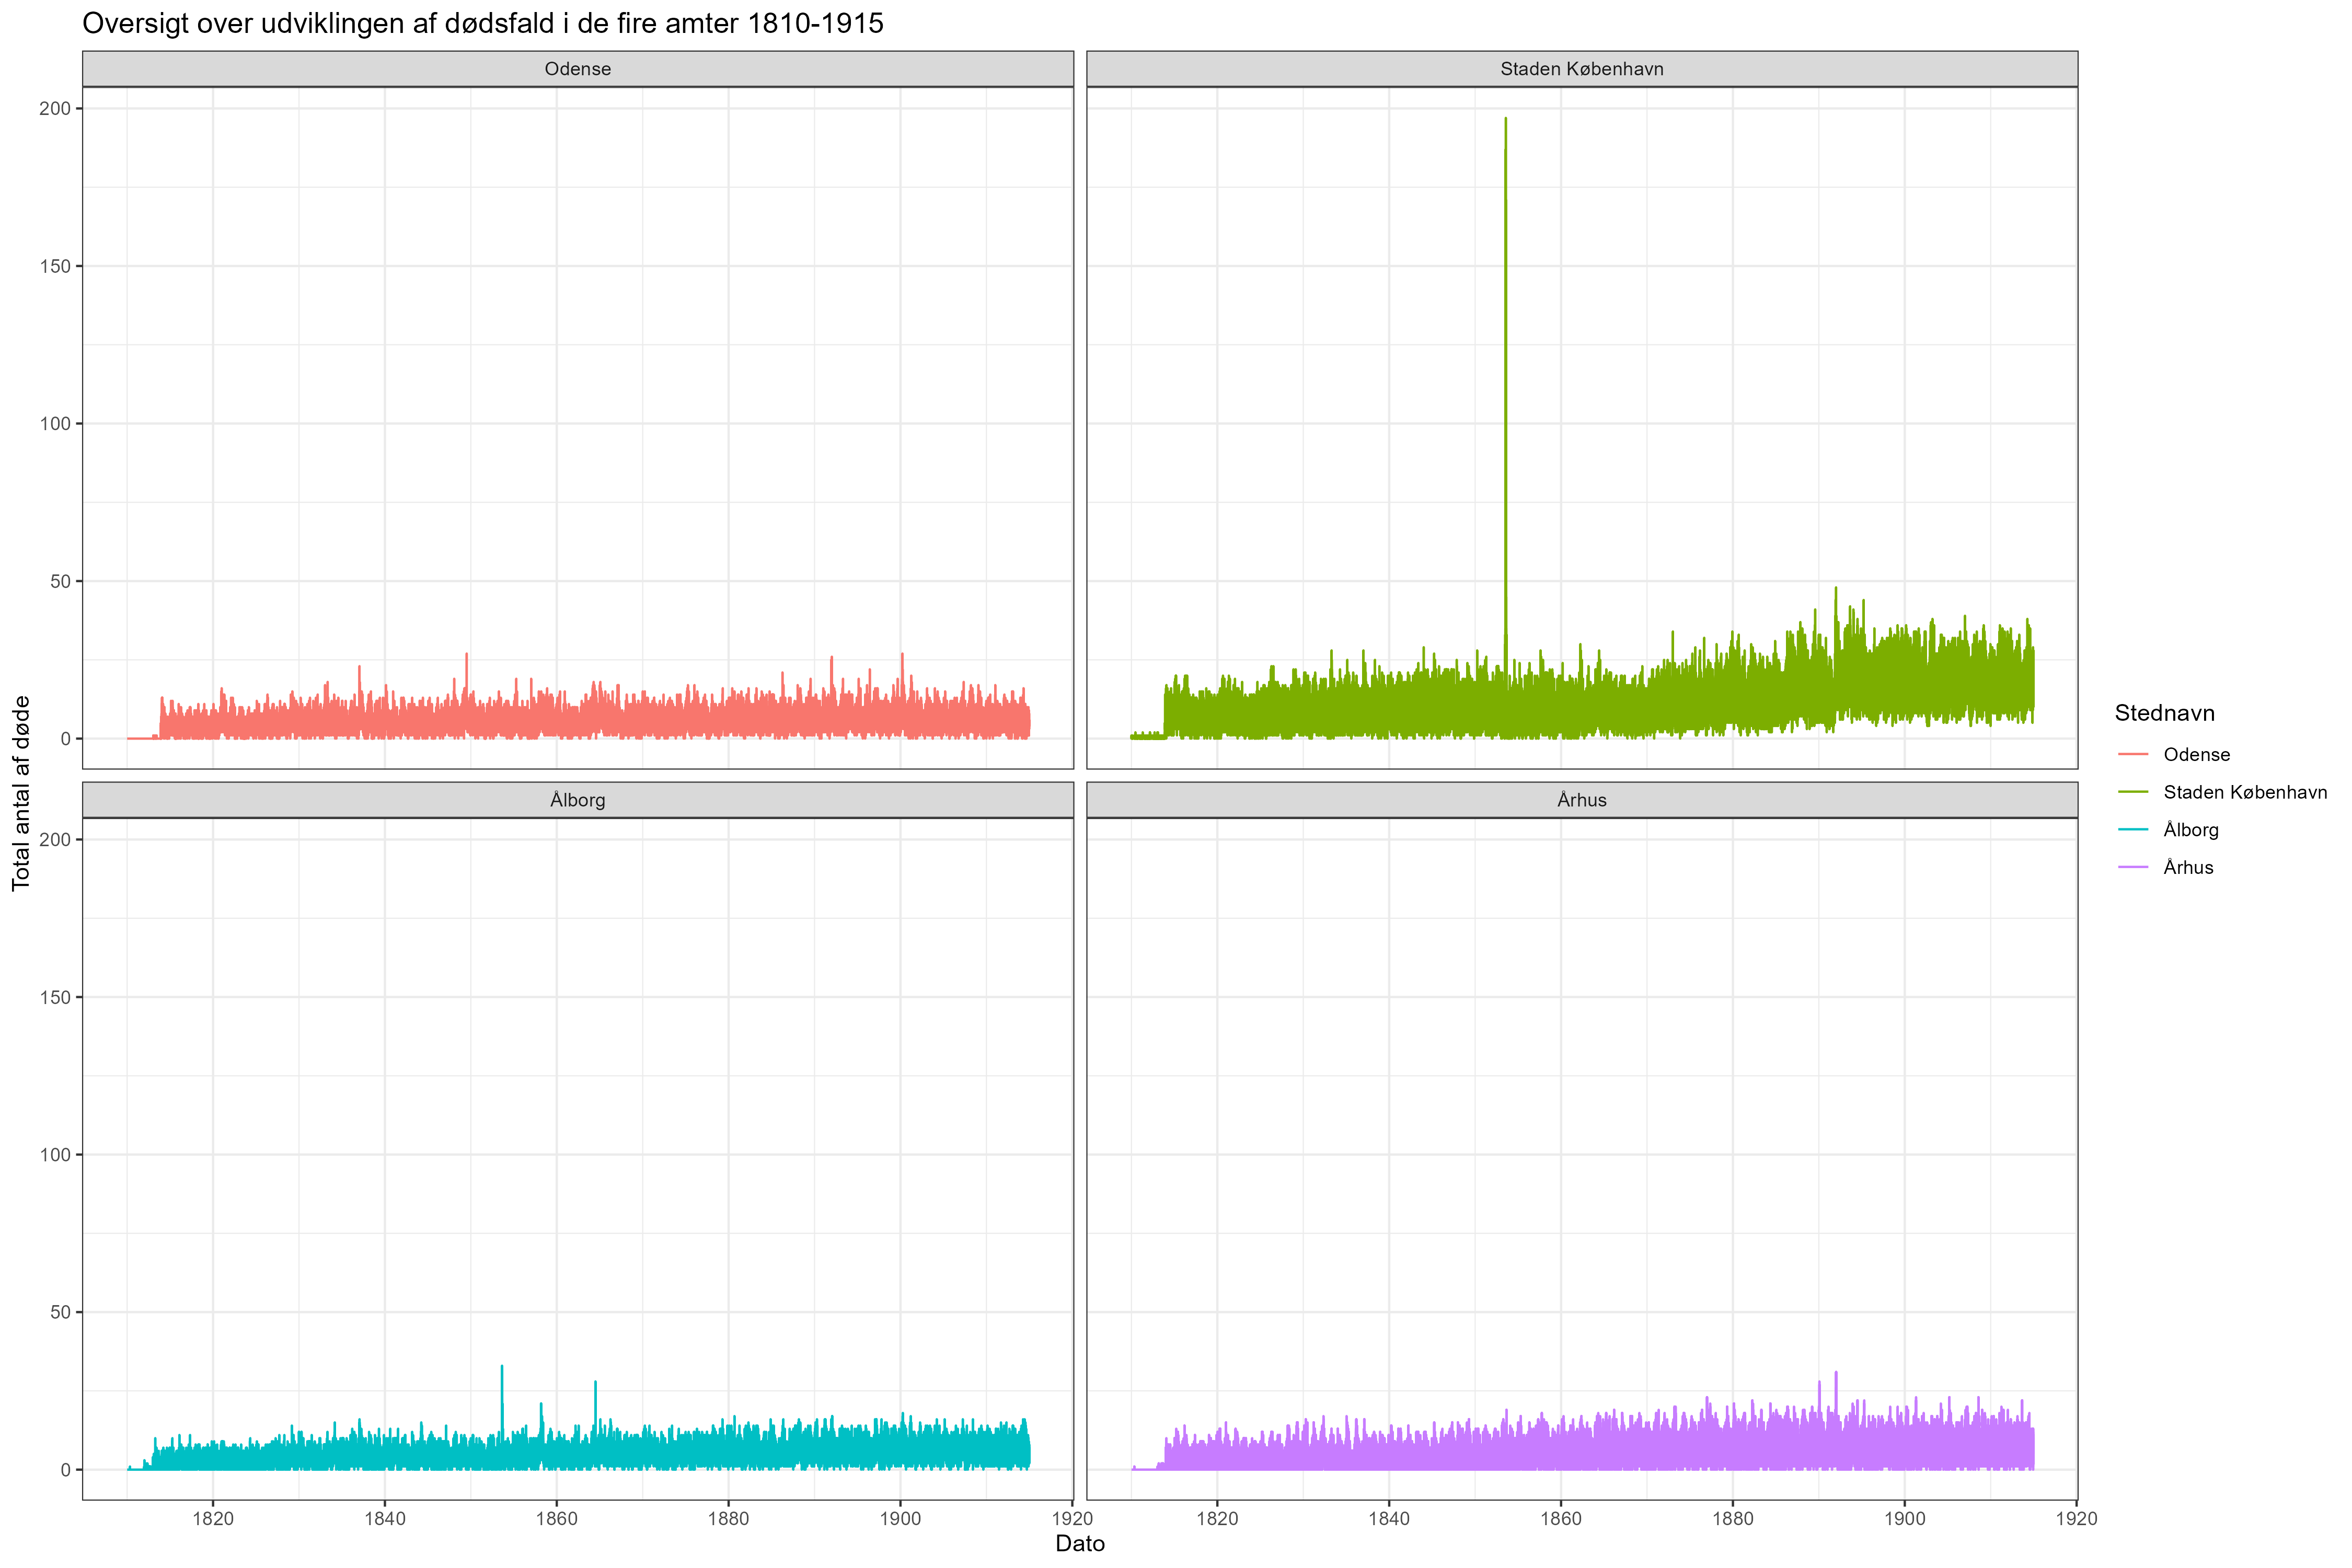 Oversigt over udviklingen af dødsfald i de fire amter 1810-1915
Odense
Staden København
200
150
100
50
0
Ålborg
Århus
200
150
100
50
0
1820 1840 1860 1880 1900 1920
1820 1840 1860 1880 1900 1920
Total antal af døde
Dato
Stednavn
Odense
Staden København
Ålborg
Århus